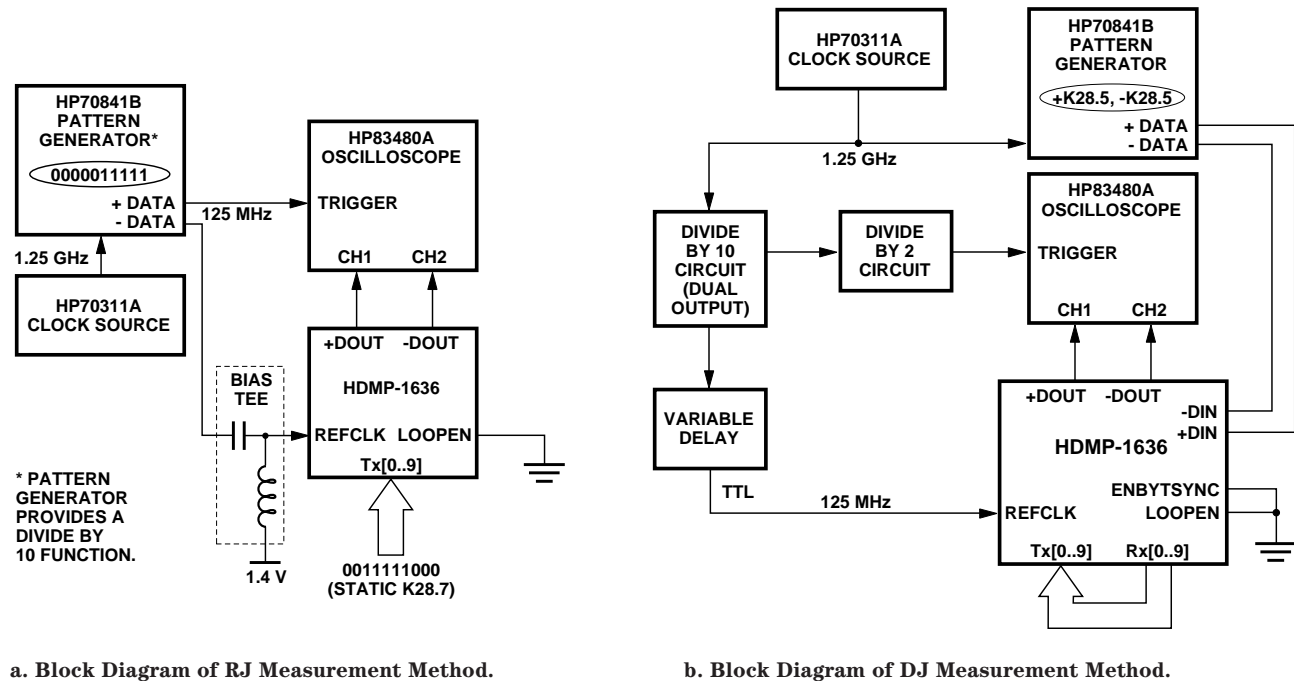 HP70841B
PATTERN
GENERATOR*
0000011111
+ DATA
- DATA
125 MHz
1.25 GHz
HP70311A
CLOCK SOURCE
HP83480A
OSCILLOSCOPE
TRIGGER
CH1 CH2
+DOUT -DOUT
HDMP-1636
REFCLK LOOPEN
Tx[0..9]
BIAS
TEE
1.4 V
0011111000
(STATIC K28.7)
* PATTERN
GENERATOR
PROVIDES A
DIVIDE BY
10 FUNCTION.
a. Block Diagram of RJ Measurement Method.
HP70311A
CLOCK SOURCE
1.25 GHz
HP70841B
PATTERN
GENERATOR
+K28.5, -K28.5
+ DATA
- DATA
DIVIDE
BY 10
CIRCUIT
(DUAL
OUTPUT)
DIVIDE
BY 2
CIRCUIT
HP83480A
OSCILLOSCOPE
TRIGGER
CH1 CH2
VARIABLE
DELAY
TTL
125 MHz
+DOUT -DOUT
-DIN
+DIN
HDMP-1636
ENBYTSYNC
REFCLK LOOPEN
Tx[0..9] Rx[0..9]
b. Block Diagram of DJ Measurement Method.